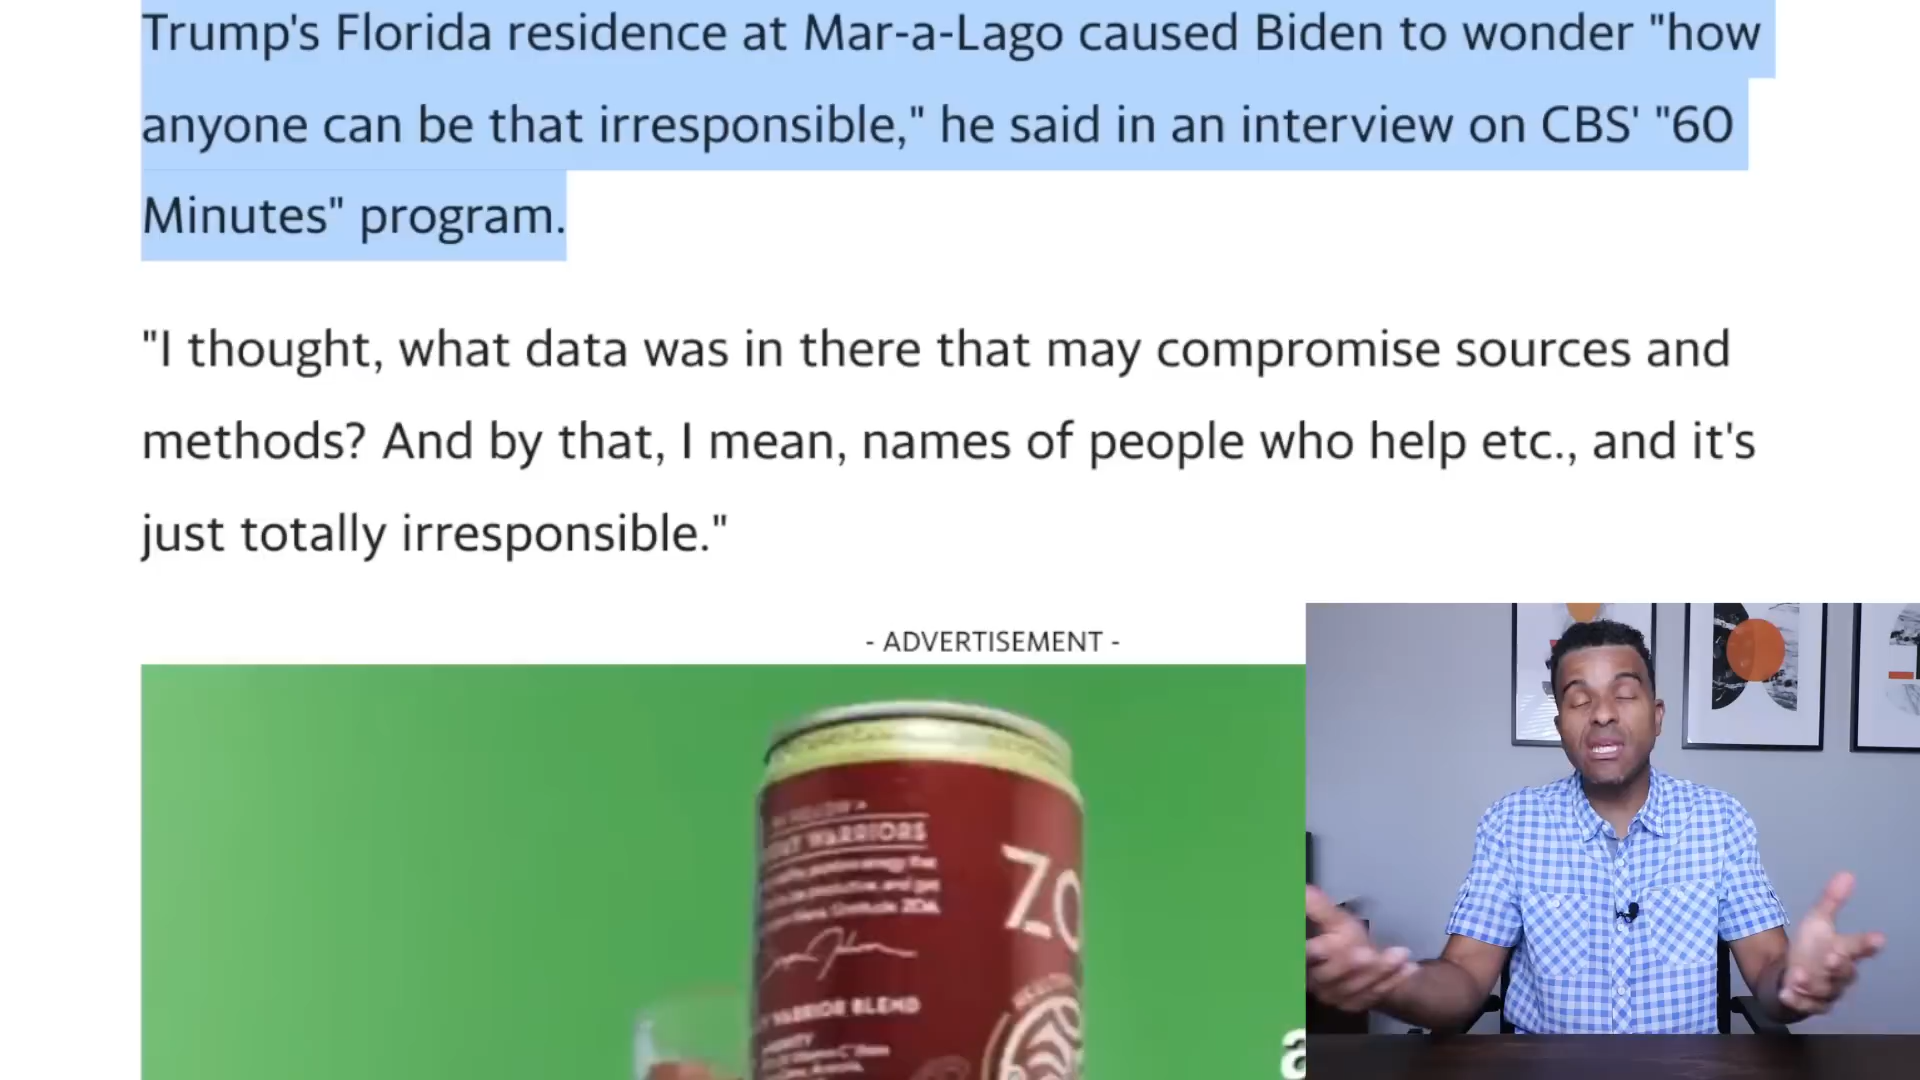 Trump's Florida residence at Mar-a-Lago caused Biden to wonder "how
anyone can be that irresponsible," he said in an interview on CBS' "60
Minutes" program.
"I thought, what data was in there that may compromise sources and
methods? And by that, I mean, names of people who help etc., and it's
just totally irresponsible."
- ADVERTISEMENT -
WARRIORS
ZO
WARRIOR BLEND
a